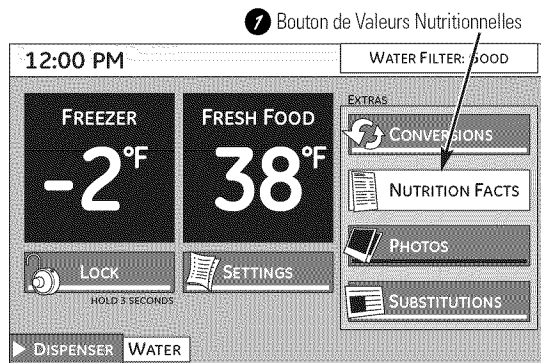 1 Bouton de Valeurs Nutritionnelles
12:00 PM
WATER FILTER: GOOD
FREEZER
-2°F
FRESH FOOD
38°F
EXTRAS
CONVERSIONS
NUTRITION FACTS
PHOTOS
SUBSTITUTIONS
LOCK
HOLD 3 SECONDS
SETTINGS
DISPENSER
WATER